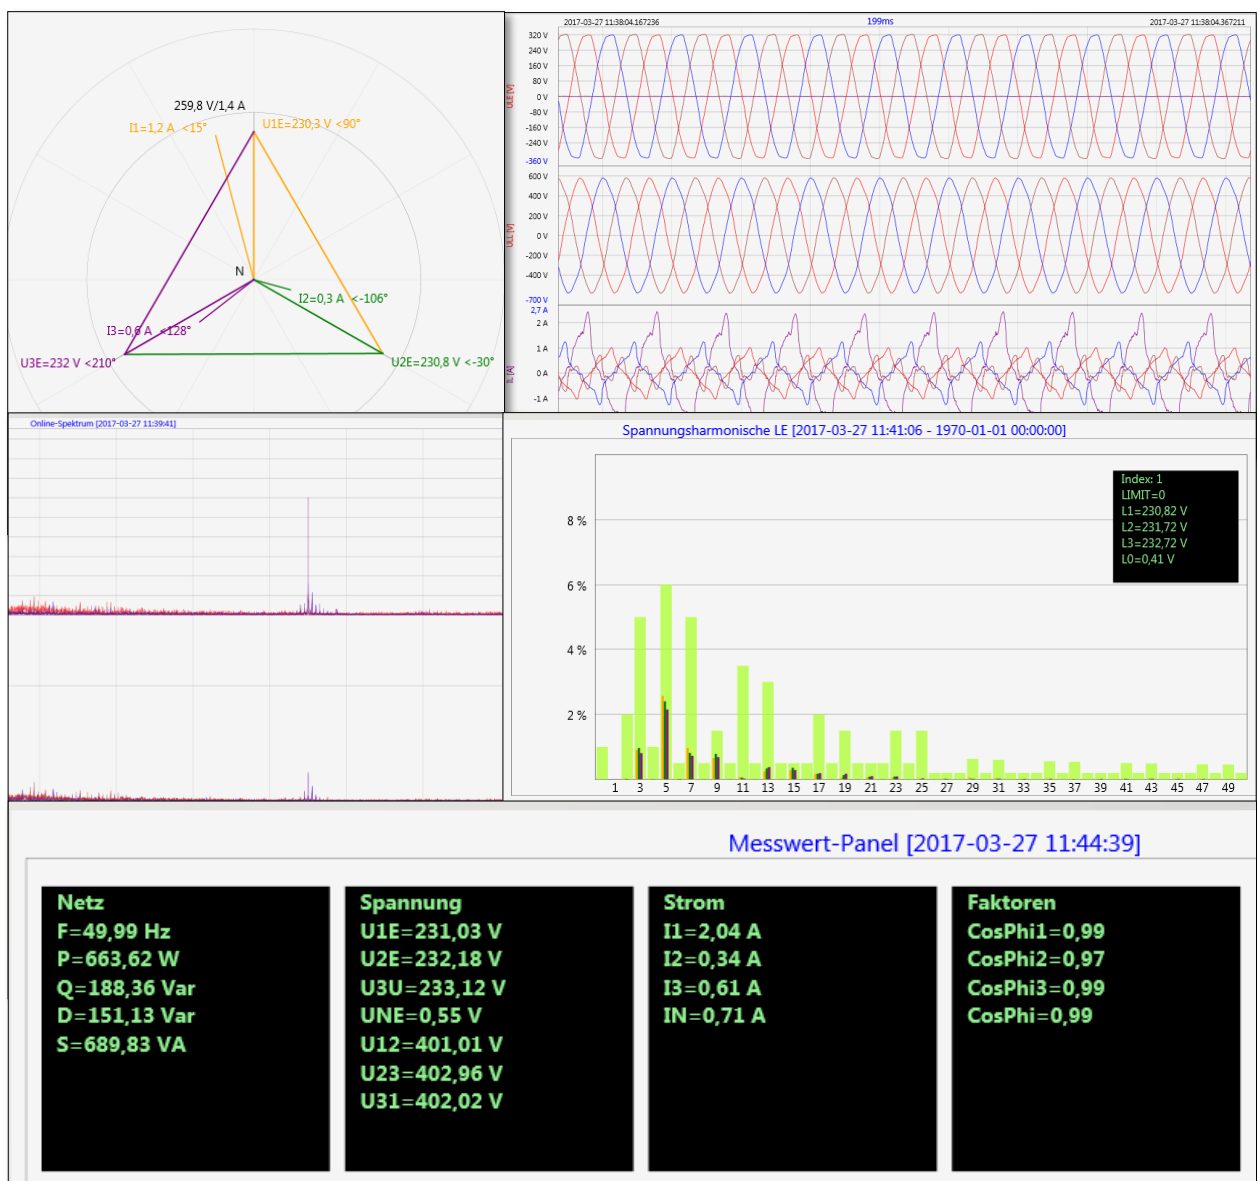 259,8 V/1,4 A
I1=1,2 A <15°
U1E=230,3 V <90°
N
I2=0,3 A <-106°
I3=0,6 A <128°
U3E=232 V <210°
U2E=230,8 V <-30°
2017-03-27 11:38:04.167236
199ms
2017-03-27 11:38:04.367211
320 V
240 V
160 V
80 V
0 V
-80 V
-160 V
-240 V
-360 V
ULE [V]
600 V
400 V
200 V
0 V
-200 V
-400 V
-700 V
ULL [V]
2,7 A
2 A
1 A
0 A
-1 A
IL [A]
Online-Spektrum [2017-03-27 11:39:41]
Spannungsharmonische LE [2017-03-27 11:41:06 - 1970-01-01 00:00:00]
Index: 1
LIMIT=0
L1=230,82 V
L2=231,72 V
L3=232,72 V
L0=0,41 V
8 %
6 %
4 %
2 %
1 3 5 7 9 11 13 15 17 19 21 23 25 27 29 31 33 35 37 39 41 43 45 47 49
Messwert-Panel [2017-03-27 11:44:39]
Netz
F=49,99 Hz
P=663,62 W
Q=188,36 Var
D=151,13 Var
S=689,83 VA
Spannung
U1E=231,03 V
U2E=232,18 V
U3U=233,12 V
UNE=0,55 V
U12=401,01 V
U23=402,96 V
U31=402,02 V
Strom
I1=2,04 A
I2=0,34 A
I3=0,61 A
IN=0,71 A
Faktoren
CosPhi1=0,99
CosPhi2=0,97
CosPhi3=0,99
CosPhi=0,99